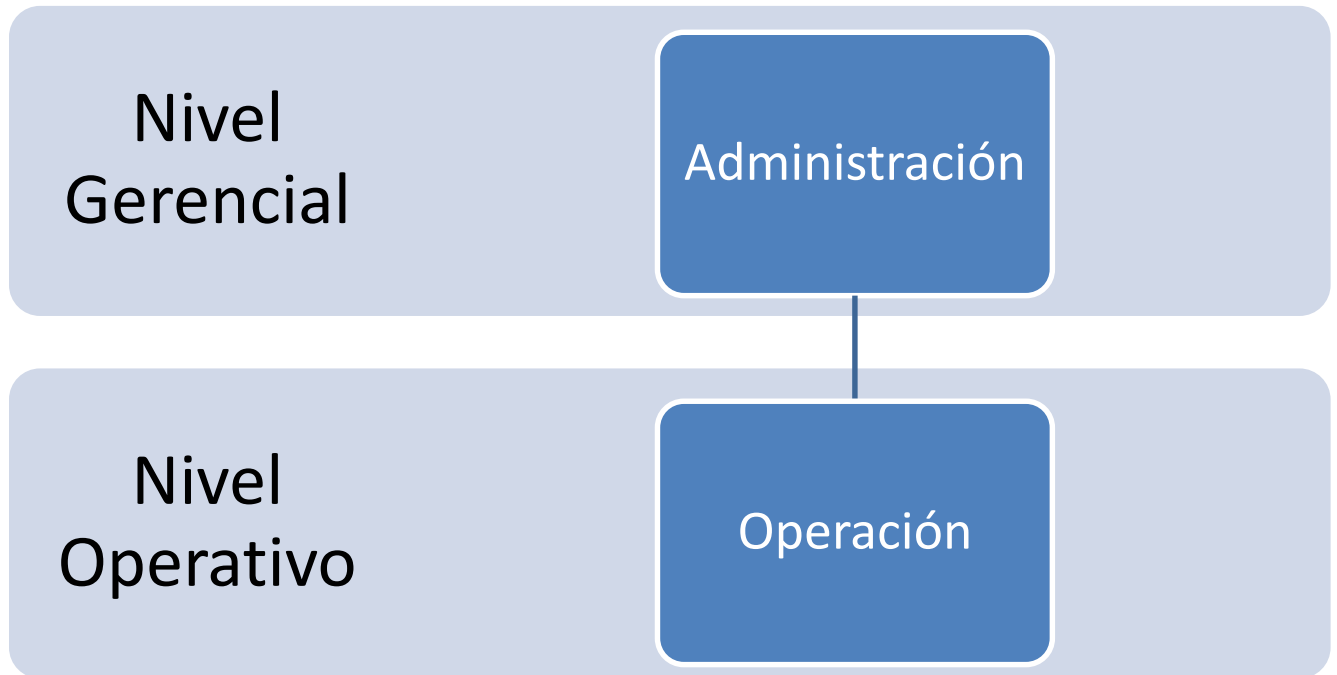 Nivel
Gerencial
Administración
Nivel
Operativo
Operación